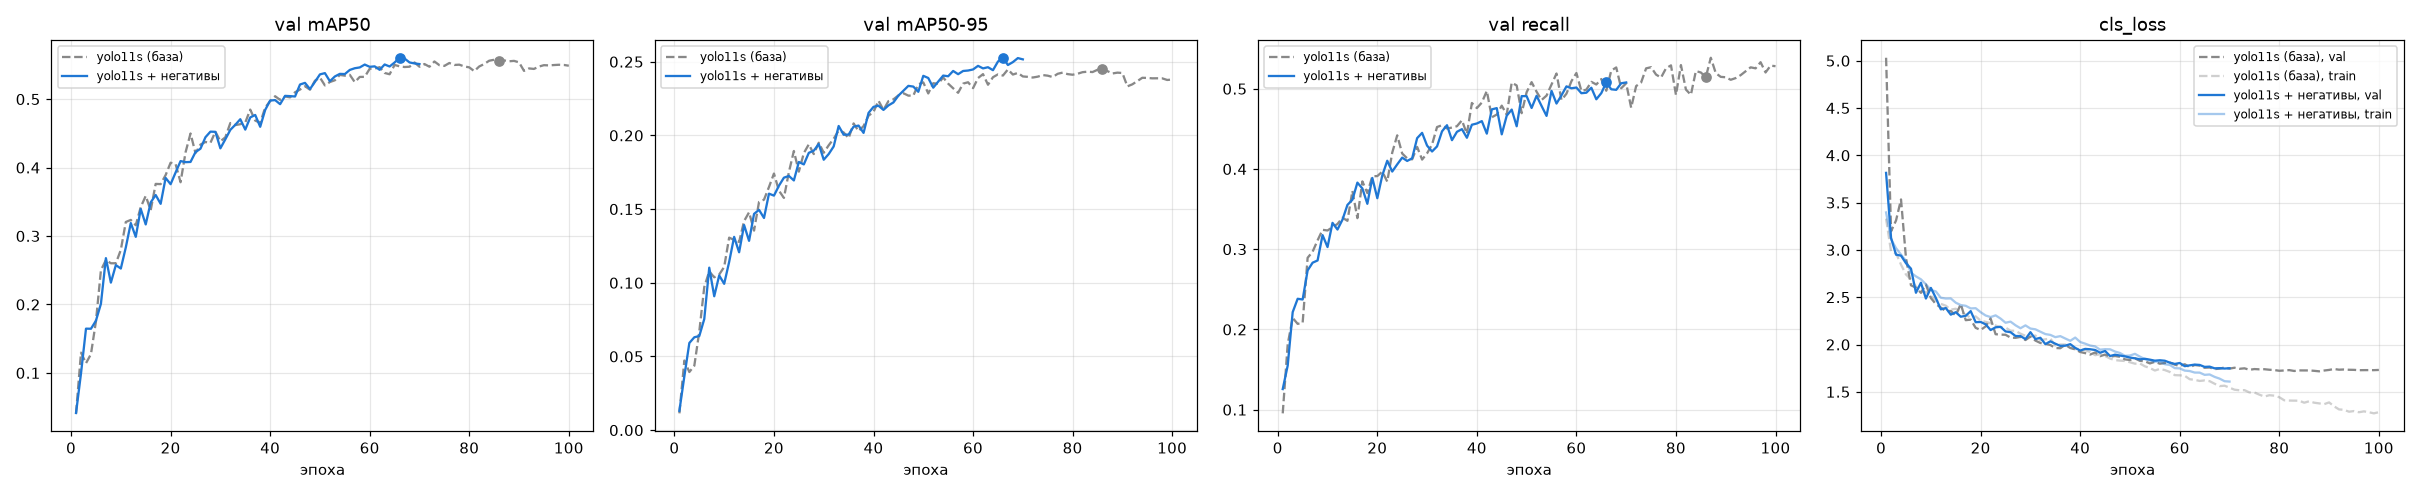 val mAP50
yolo11s (база)
yolo11s + негативы
0.5
0.4
0.3
0.2
0.1
0
20
40
60
80
100
эпоха
val mAP50-95
yolo11s (база)
yolo11s + негативы
0.25
0.20
0.15
0.10
0.05
0.00
0
20
40
60
80
100
эпоха
val recall
yolo11s (база)
yolo11s + негативы
0.5
0.4
0.3
0.2
0.1
0
20
40
60
80
100
эпоха
cls_loss
yolo11s (база), val
yolo11s (база), train
yolo11s + негативы, val
yolo11s + негативы, train
5.0
4.5
4.0
3.5
3.0
2.5
2.0
1.5
0
20
40
60
80
100
эпоха